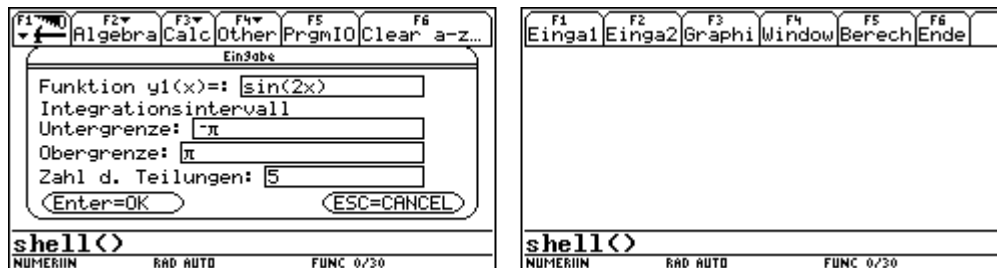 F1 F2 F3 F4 F5 F6
Algebra Calc Other PrgmIO Clear a-z…
Eingabe
Funktion y1(x)=: sin(2x)
Integrationsintervall
Untergrenze: -π
Obergrenze: π
Zahl d. Teilungen: 5
Enter=OK ESC=CANCEL
shell()
NUMERIIN RAD AUTO FUNC 0/30
F1 F2 F3 F4 F5 F6
Einga1 Einga2 Graphi Window Berech Ende
shell()
NUMERIIN RAD AUTO FUNC 0/30